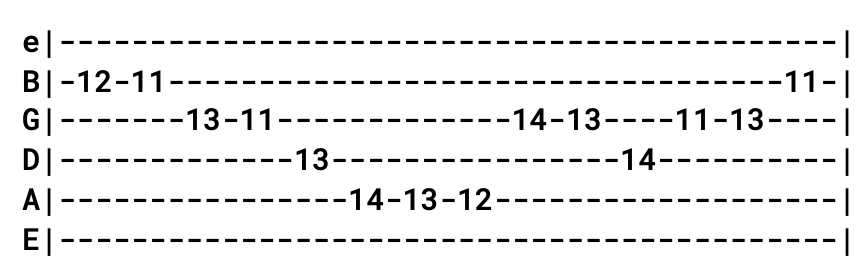 e|-------------------------------------------|
B|-12-11----------------------------------11-|
G|-------13-11-------------14-13----11-13----|
D|-------------13----------------14----------|
A|----------------14-13-12-------------------|
E|-------------------------------------------|